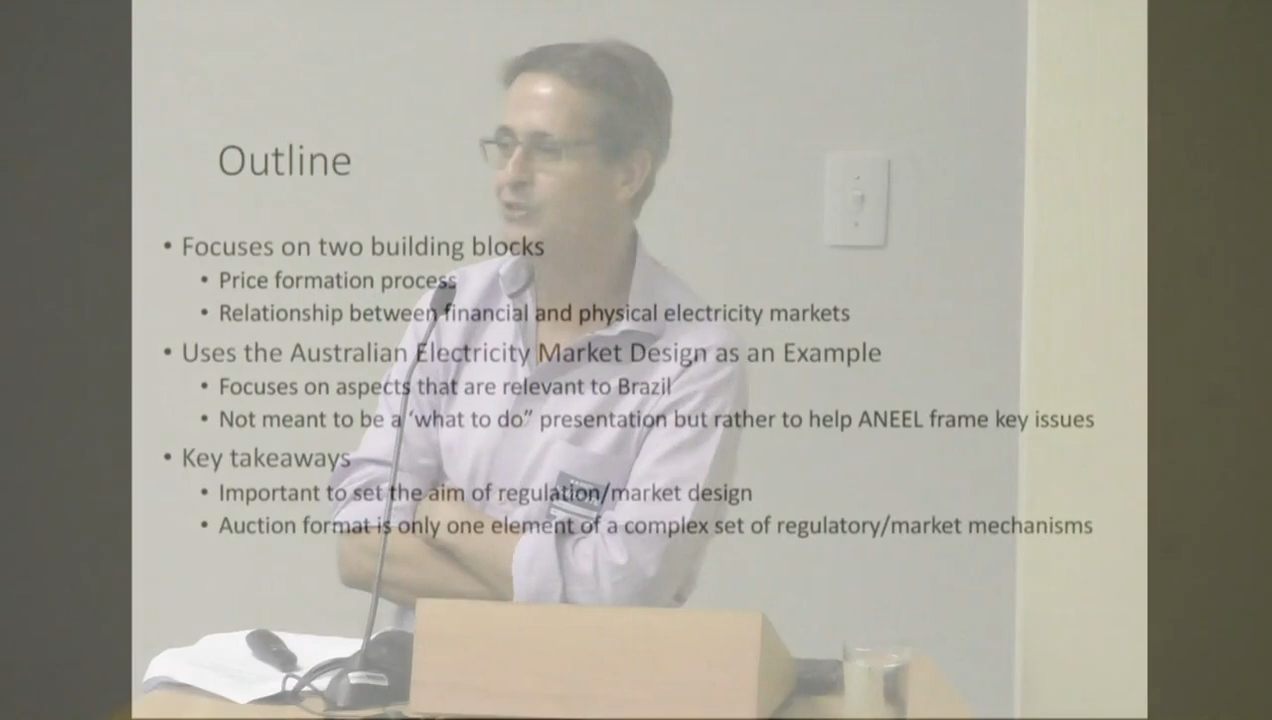 Outline
• Focuses on two building blocks
• Price formation process
• Relationship between financial and physical electricity markets
• Uses the Australian Electricity Market Design as an Example
• Focuses on aspects that are relevant to Brazil
• Not meant to be a ‘what to do” presentation but rather to help ANEEL frame key issues
• Key takeaways
• Important to set the aim of regulation/market design
• Auction format is only one element of a complex set of regulatory/market mechanisms